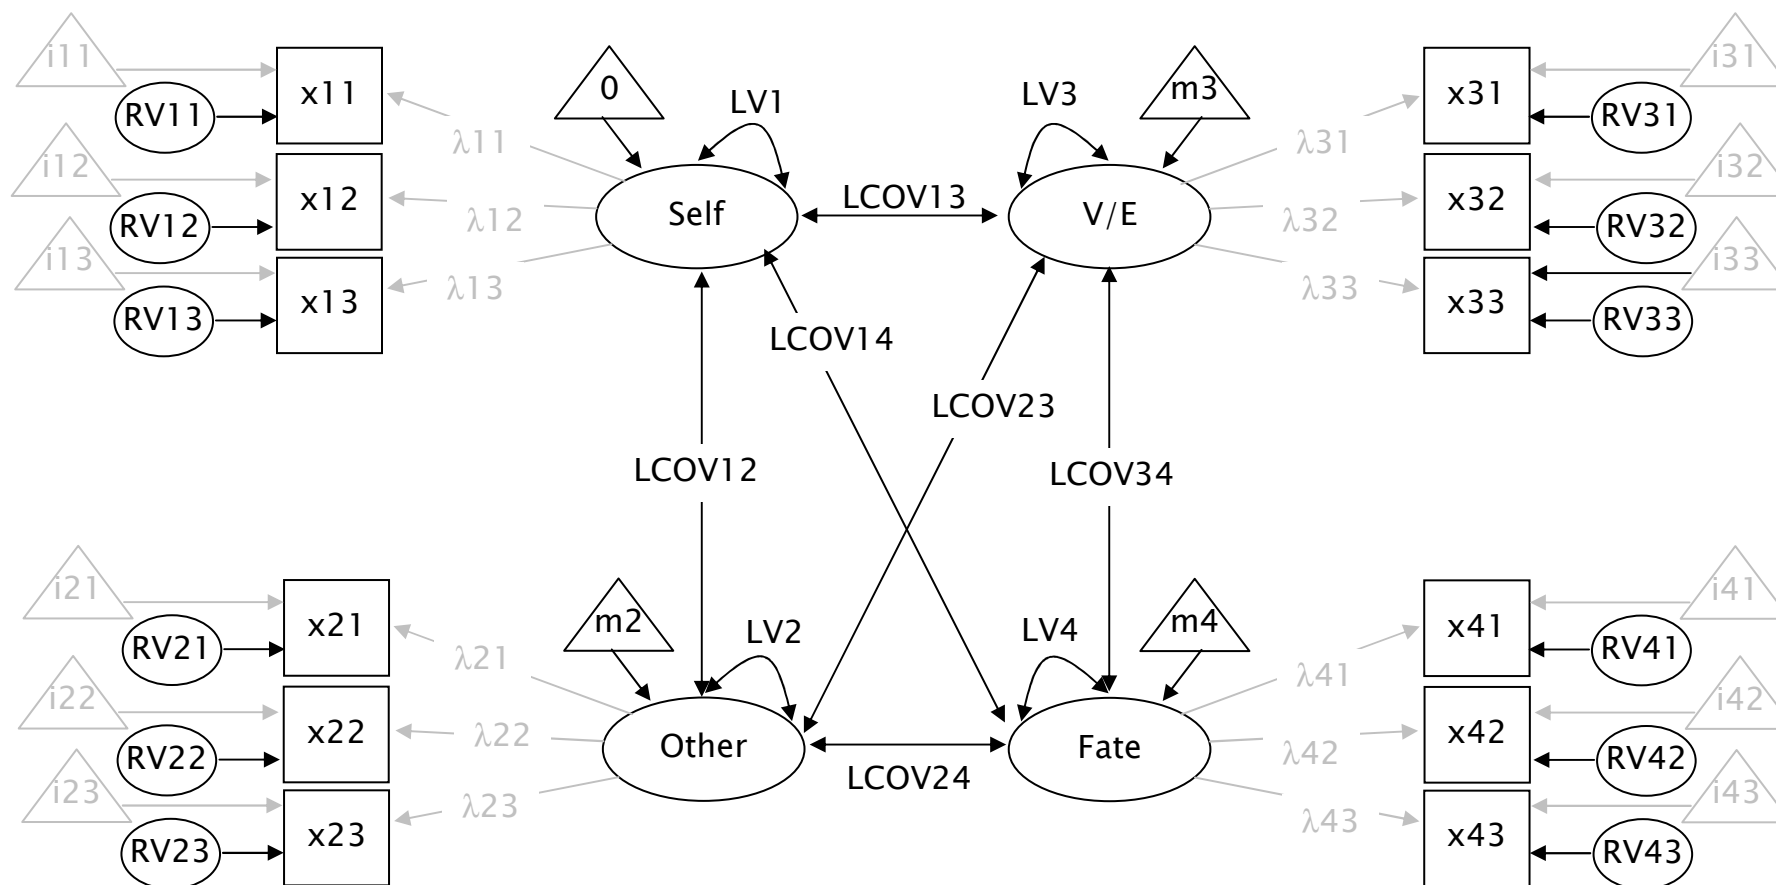 i11
RV11
x11
λ11
i12
RV12
x12
λ12
i13
RV13
x13
λ13
0
LV1
Self
LCOV13
LV3
m3
V/E
λ31
x31
i31
RV31
λ32
x32
i32
RV32
λ33
x33
i33
RV33
LCOV14
LCOV23
LCOV12
LCOV34
i21
RV21
x21
λ21
i22
RV22
x22
λ22
i23
RV23
x23
λ23
m2
LV2
Other
LCOV24
LV4
m4
Fate
λ41
x41
i41
RV41
λ42
x42
i42
RV42
λ43
x43
i43
RV43